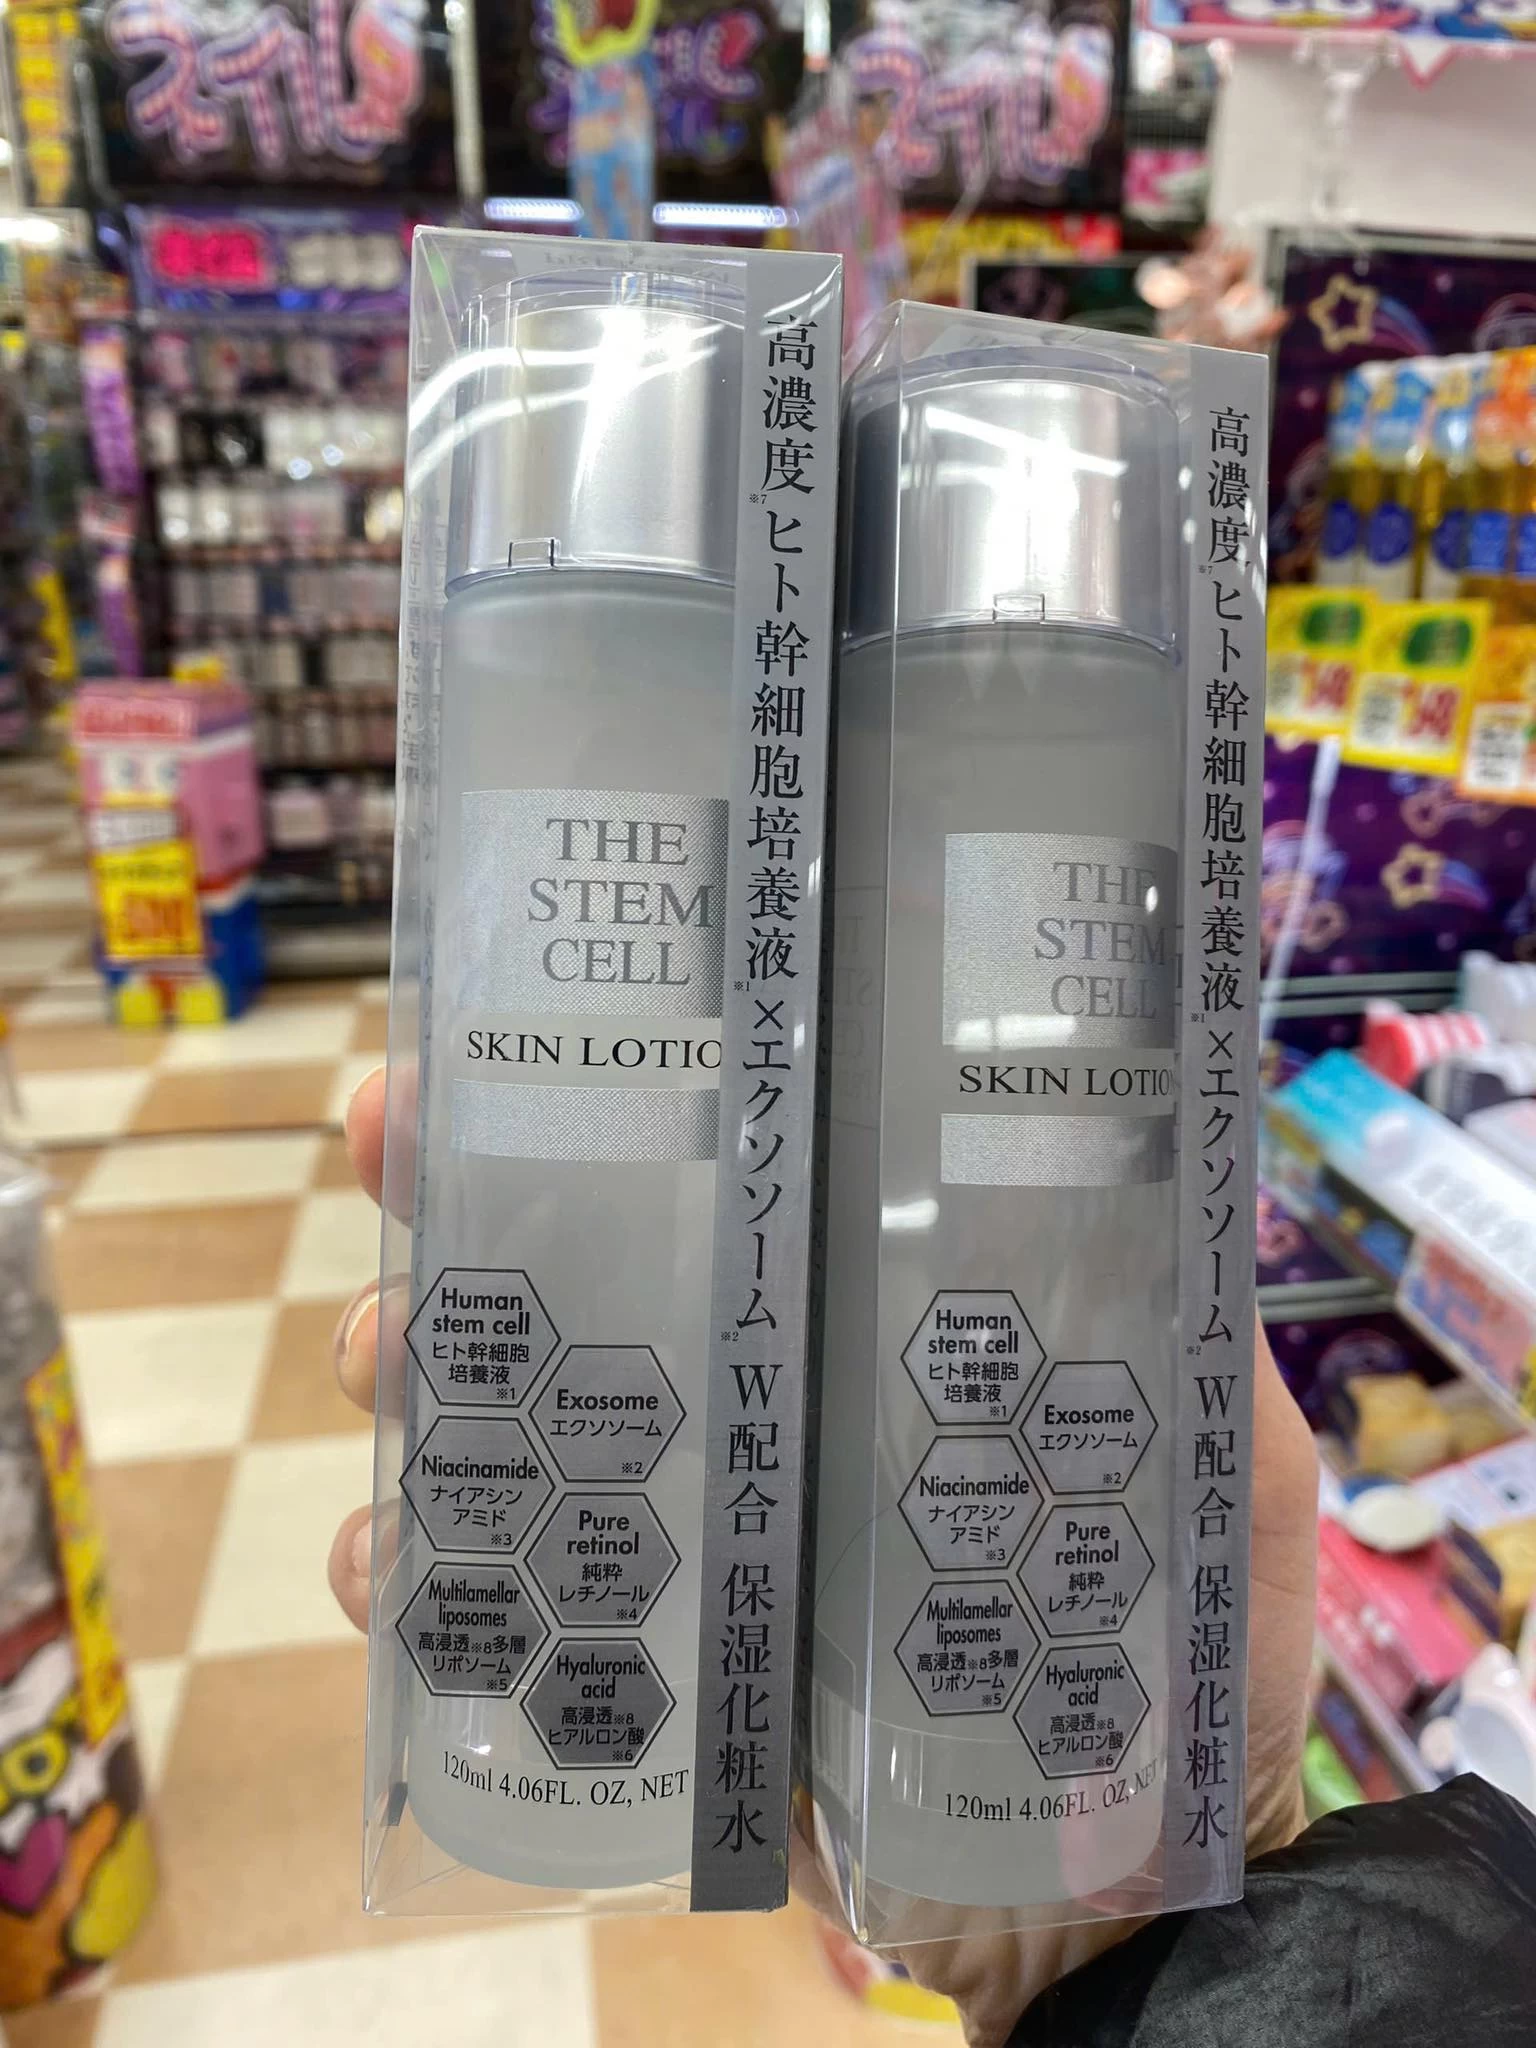 ネイル
ネイル
高濃度※7ヒト幹細胞培養液※1×エクソソーム※2W配合 保湿化粧水
THE
STEM
CELL
SKIN LOTIO
Human
stem cell
ヒト幹細胞
培養液
※1
Exosome
エクソソーム
※2
Niacinamide
ナイアシン
アミド
※3
Pure
retinol
純粋
レチノール
※4
Multilamellar
liposomes
高浸透※8多層
リポソーム
※5
Hyaluronic
acid
高浸透※8
ヒアルロン酸
※6
120ml 4.06FL. OZ, NET
高濃度※7ヒト幹細胞培養液※1×エクソソーム※2W配合 保湿化粧水
THE
STEM
CELL
SKIN LOTION
Human
stem cell
ヒト幹細胞
培養液
※1
Exosome
エクソソーム
※2
Niacinamide
ナイアシン
アミド
※3
Pure
retinol
純粋
レチノール
※4
Multilamellar
liposomes
高浸透※8多層
リポソーム
※5
Hyaluronic
acid
高浸透※8
ヒアルロン酸
※6
120ml 4.06FL. OZ, NET